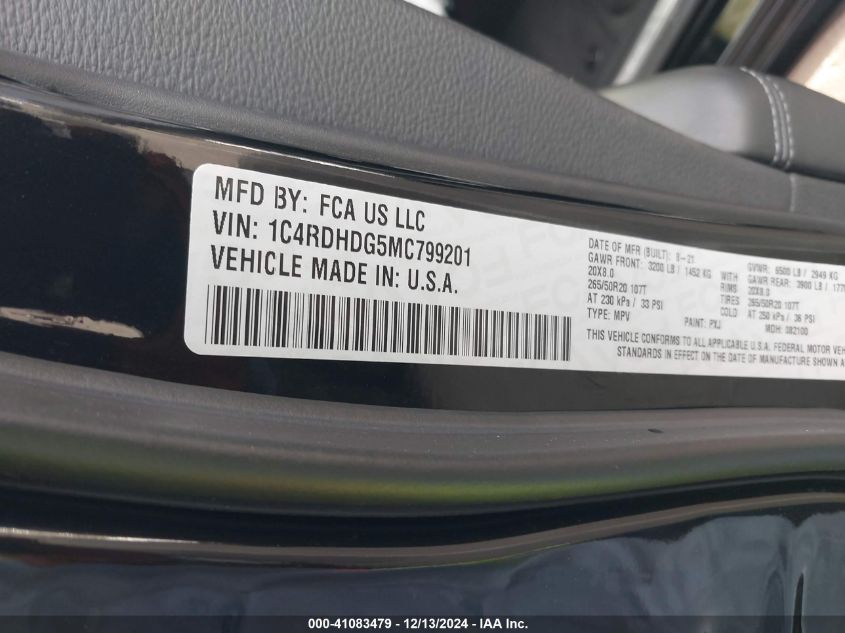 MFD BY: FCA US LLC
VIN: 1C4RDHDG5MC799201
VEHICLE MADE IN: U.S.A.
DATE OF MFR (BUILT): 8-21
GAWR FRONT: 3200 LB / 1452 KG WITH
20X8.0 RIMS
265/50R20 107T TIRES
AT 230 kPa / 33 PSI COLD
TYPE: MPV PAINT: PXJ
GVWR: 6500 LB / 2949 KG
GAWR REAR: 3900 LB /
20X8.0
265/50R20 107T
AT 250 kPa / 36 PSI
MDH: 082100
THIS VEHICLE CONFORMS TO ALL APPLICABLE U.S.A. FEDERAL MOTOR
STANDARDS IN EFFECT ON THE DATE OF MANUFACTURE SHOWN
000-41083479 - 12/13/2024 - IAA Inc.